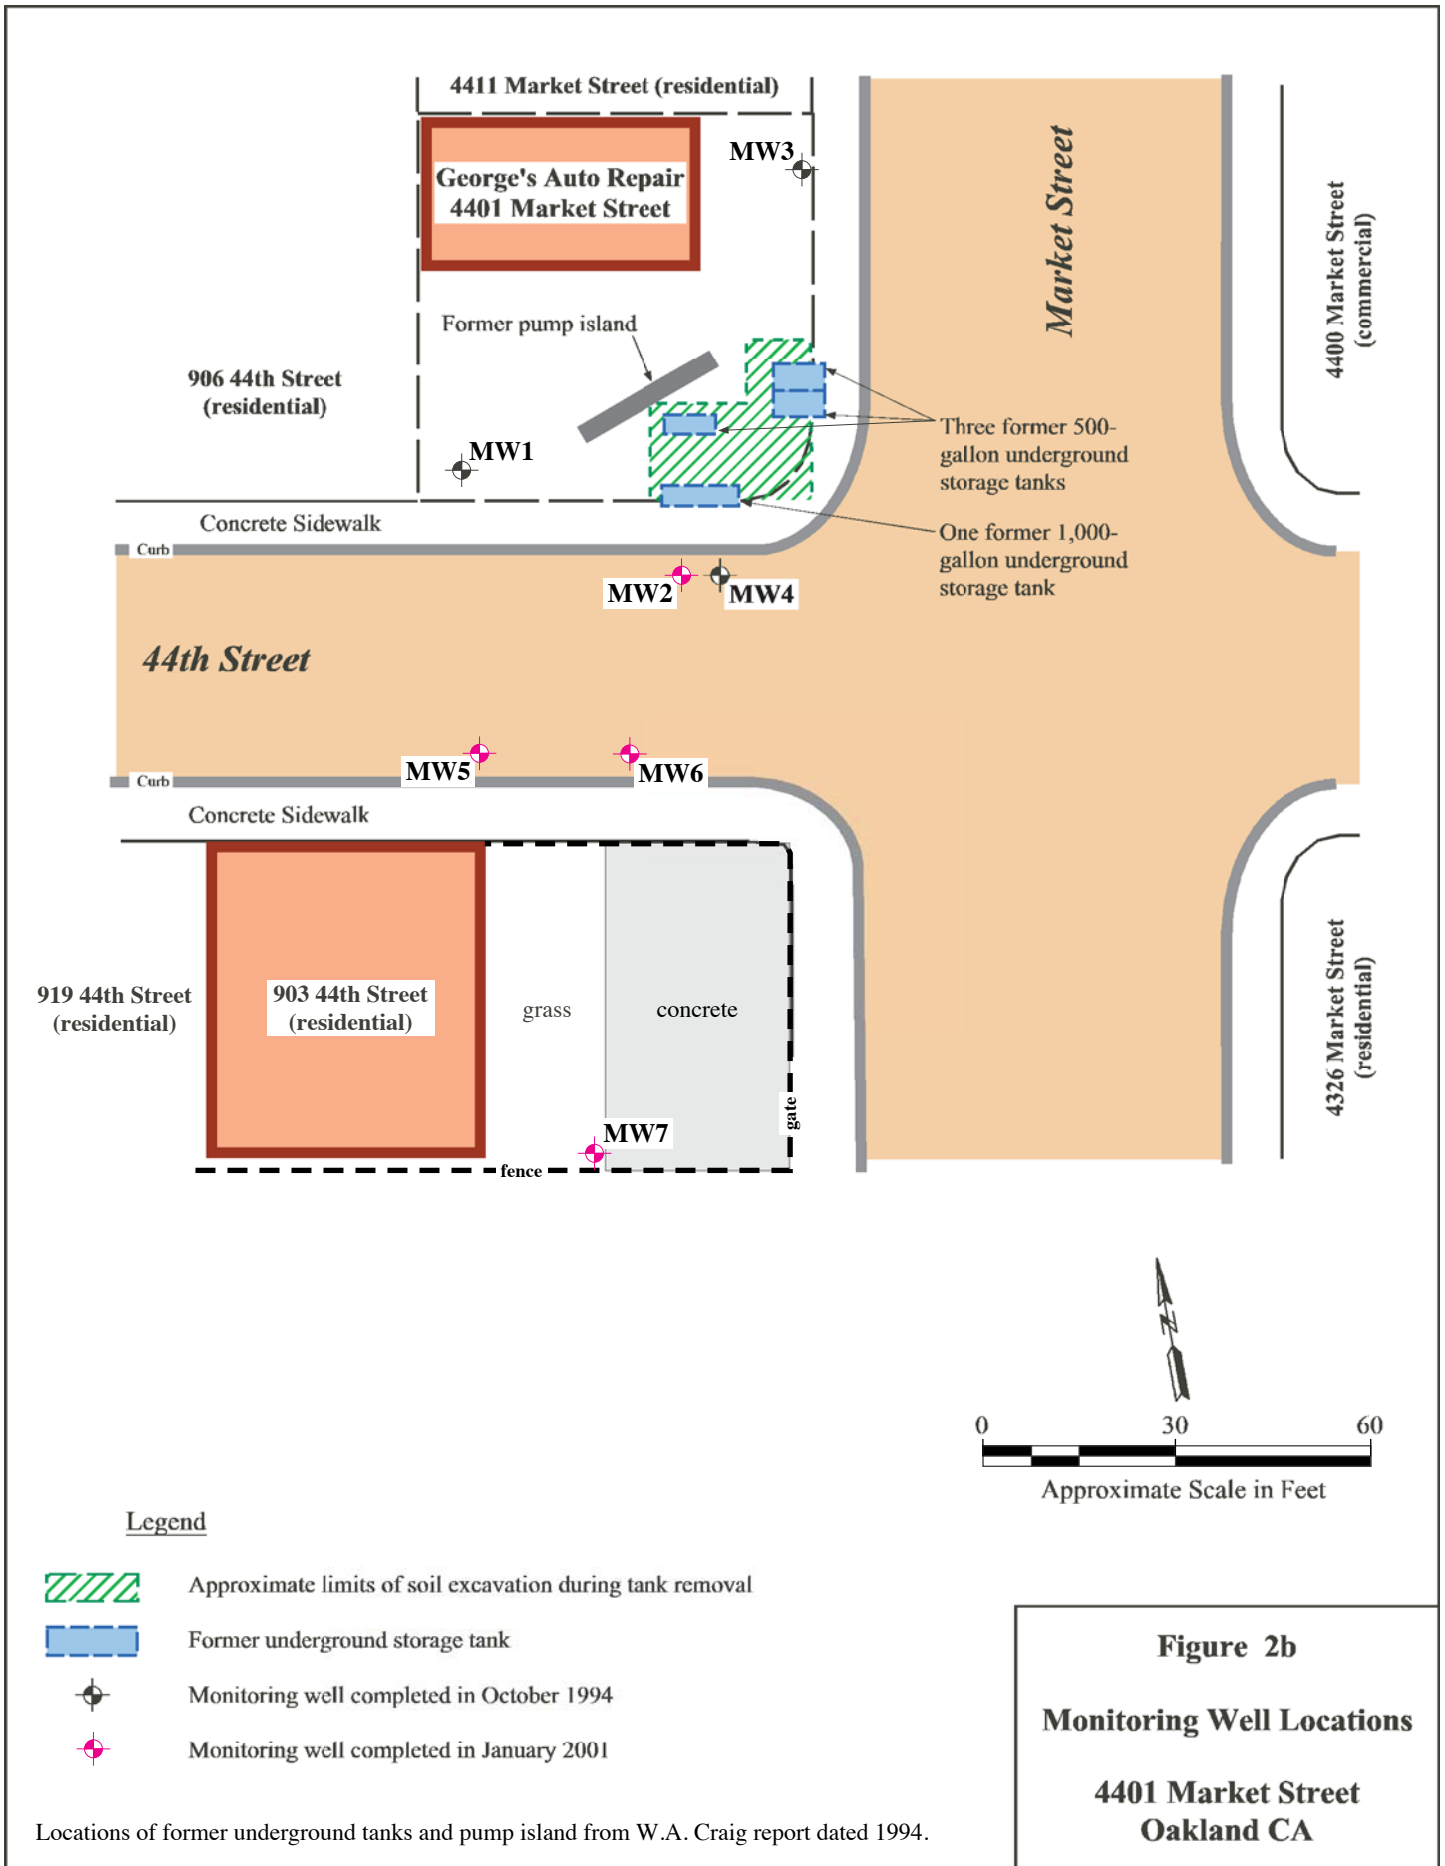 4411 Market Street (residential)
MW3
George's Auto Repair
4401 Market Street
Market Street
4400 Market Street
(commercial)
Former pump island
906 44th Street
(residential)
MW1
Three former 500-
gallon underground
storage tanks
Concrete Sidewalk
One former 1,000-
gallon underground
storage tank
Curb
MW2
MW4
44th Street
MW5
MW6
Curb
Concrete Sidewalk
919 44th Street
(residential)
903 44th Street
(residential)
grass
concrete
4326 Market Street
(residential)
gate
MW7
fence
N
0 30 60
Approximate Scale in Feet
Legend
Approximate limits of soil excavation during tank removal
Former underground storage tank
Monitoring well completed in October 1994
Monitoring well completed in January 2001
Figure 2b
Monitoring Well Locations
4401 Market Street
Oakland CA
Locations of former underground tanks and pump island from W.A. Craig report dated 1994.